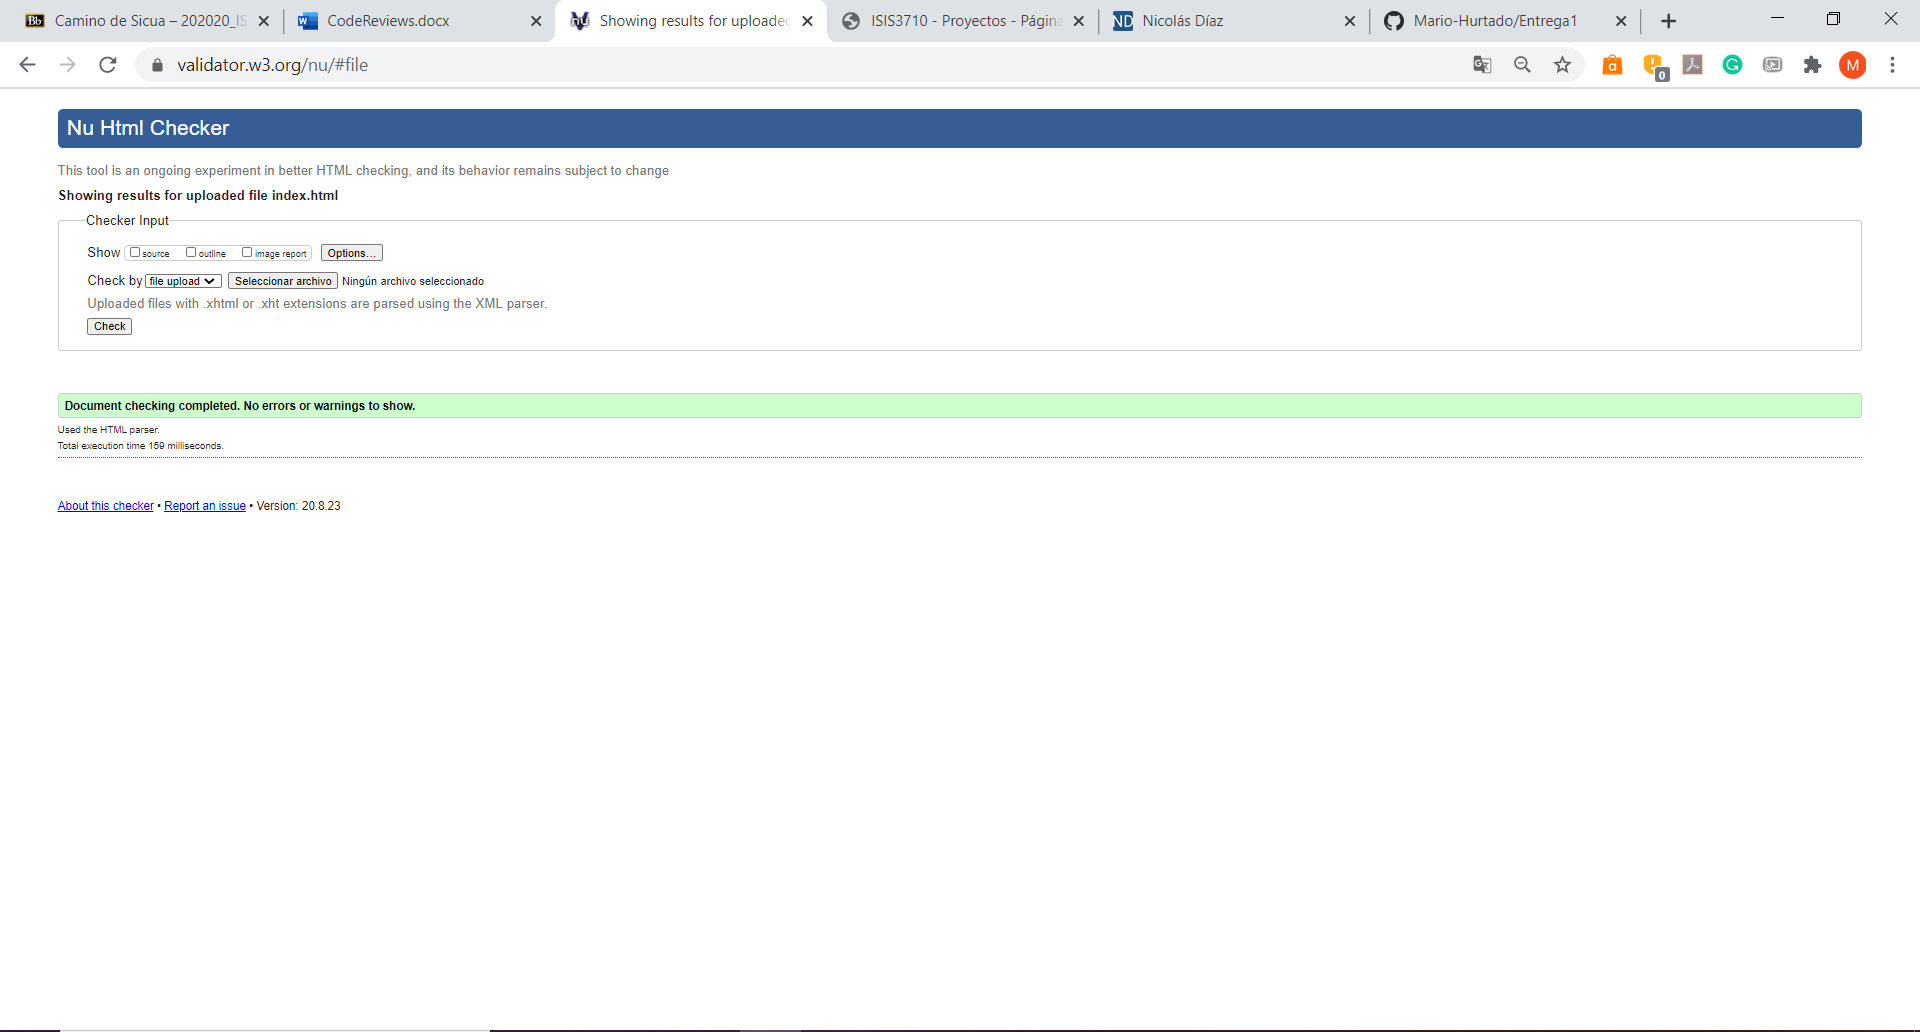 Bb Camino de Sicua – 202020_IS
CodeReviews.docx
Showing results for uploaded
ISIS3710 - Proyectos - Página
ND Nicolás Díaz
Mario-Hurtado/Entrega1
validator.w3.org/nu/#file
0
M
Nu Html Checker
This tool is an ongoing experiment in better HTML checking, and its behavior remains subject to change
Showing results for uploaded file index.html
Checker Input
Show source outline image report Options...
Check by file upload Seleccionar archivo Ningún archivo seleccionado
Uploaded files with .xhtml or .xht extensions are parsed using the XML parser.
Check
Document checking completed. No errors or warnings to show.
Used the HTML parser.
Total execution time 159 milliseconds.
About this checker • Report an issue • Version: 20.8.23